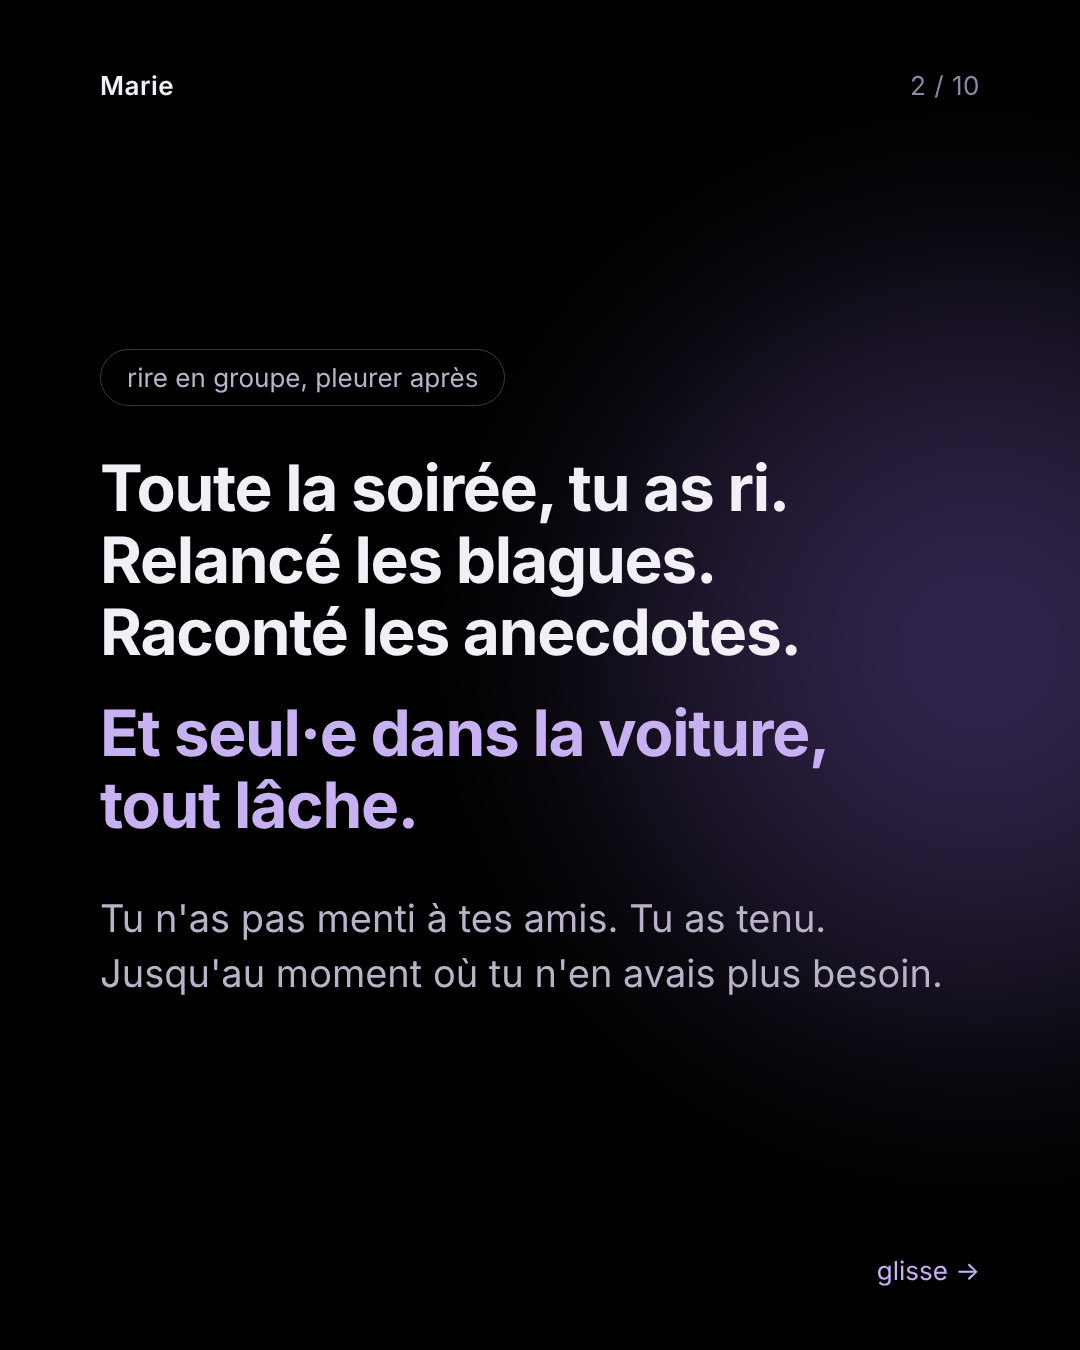 Marie
2 / 10
rire en groupe, pleurer après
Toute la soirée, tu as ri.
Relancé les blagues.
Raconté les anecdotes.
Et seul·e dans la voiture,
tout lâche.
Tu n'as pas menti à tes amis. Tu as tenu.
Jusqu'au moment où tu n'en avais plus besoin.
glisse →